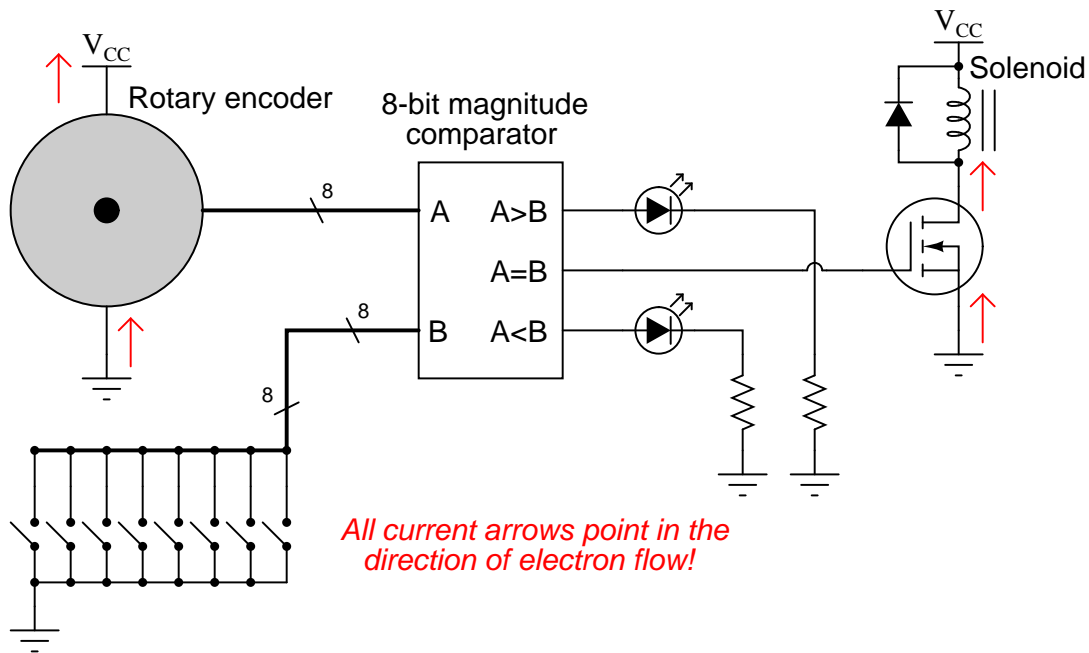 VCC
Rotary encoder
8-bit magnitude
comparator
VCC
Solenoid
8
A
A>B
A=B
8
B
A<B
8
All current arrows point in the
direction of electron flow!